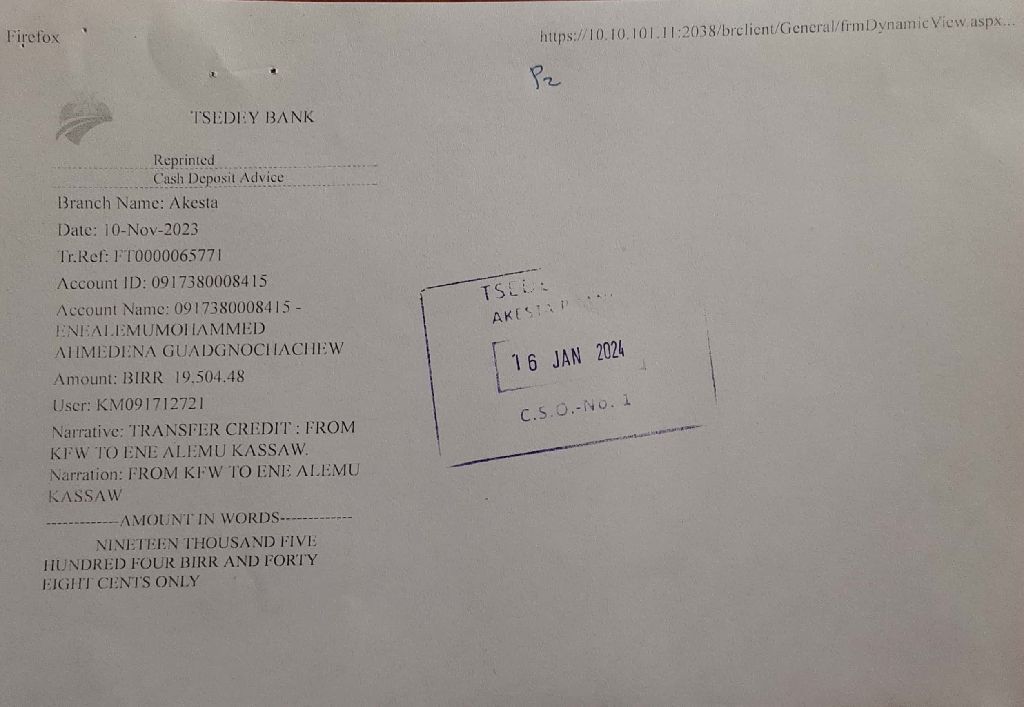 Firefox
https://10.10.101.11:2038/brclient/General/frmDynamicView.aspx...
P2
TSEDEY BANK
Reprinted
Cash Deposit Advice
Branch Name: Akesta
Date: 10-Nov-2023
Tr.Ref: FT0000065771
Account ID: 0917380008415
Account Name: 0917380008415 -
ENEALEMUMOHAMMED
AHMEDENA GUADGNOCHACHEW
Amount: BIRR 19,504.48
User: KM091712721
Narrative: TRANSFER CREDIT : FROM
KFW TO ENE ALEMU KASSAW.
Narration: FROM KFW TO ENE ALEMU
KASSAW
-------------AMOUNT IN WORDS-------------
NINETEEN THOUSAND FIVE
HUNDRED FOUR BIRR AND FORTY
EIGHT CENTS ONLY
AKESTA
16 JAN 2024
C.S.O.-No. 1